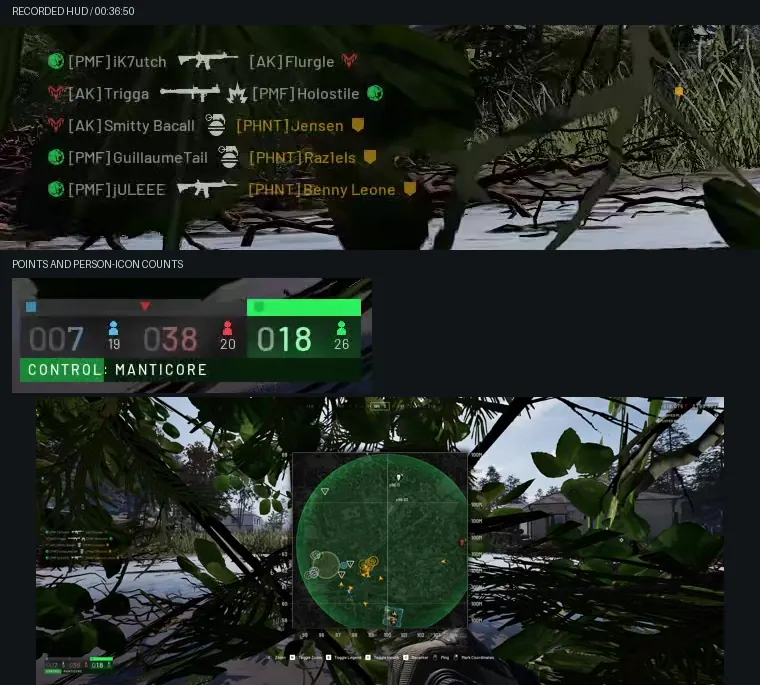 RECORDED HUD / 00:36:50
[PMF]iK7utch [AK]Flurgle
[AK]Trigga [PMF]Holostile
[AK]Smitty Bacall [PHNT]Jensen
[PMF]GuillaumeTail [PHNT]Raziels
[PMF]jULEEE [PHNT]Benny Leone
POINTS AND PERSON-ICON COUNTS
007 19 038 20 018 26
CONTROL: MANTICORE